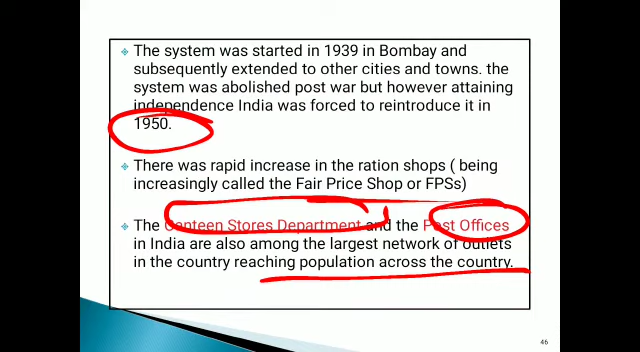 The system was started in 1939 in Bombay and
subsequently extended to other cities and towns. the
system was abolished post war but however attaining
independence India was forced to reintroduce it in
1950.
There was rapid increase in the ration shops ( being
increasingly called the Fair Price Shop or FPSs)
The Canteen Stores Department and the Post Offices
in India are also among the largest network of outlets
in the country reaching population across the country.
46